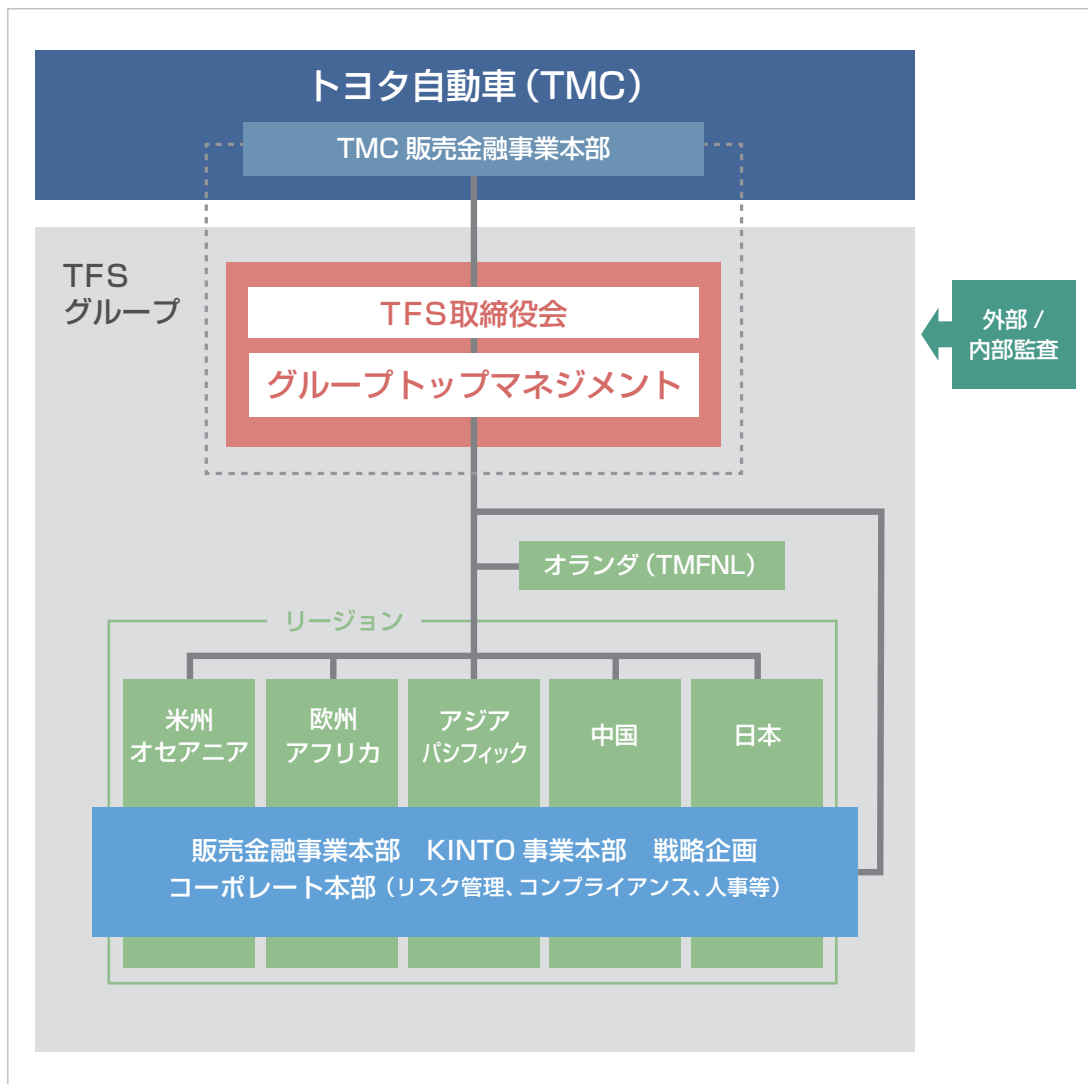 トヨタ自動車（TMC）
TMC 販売金融事業本部
TFS
グループ
TFS取締役会
グループトップマネジメント
外部 /
内部監査
オランダ（TMFNL）
リージョン
米州
オセアニア
欧州
アフリカ
アジア
パシフィック
中国
日本
販売金融事業本部　KINTO 事業本部　戦略企画
コーポレート本部（リスク管理、コンプライアンス、人事等）